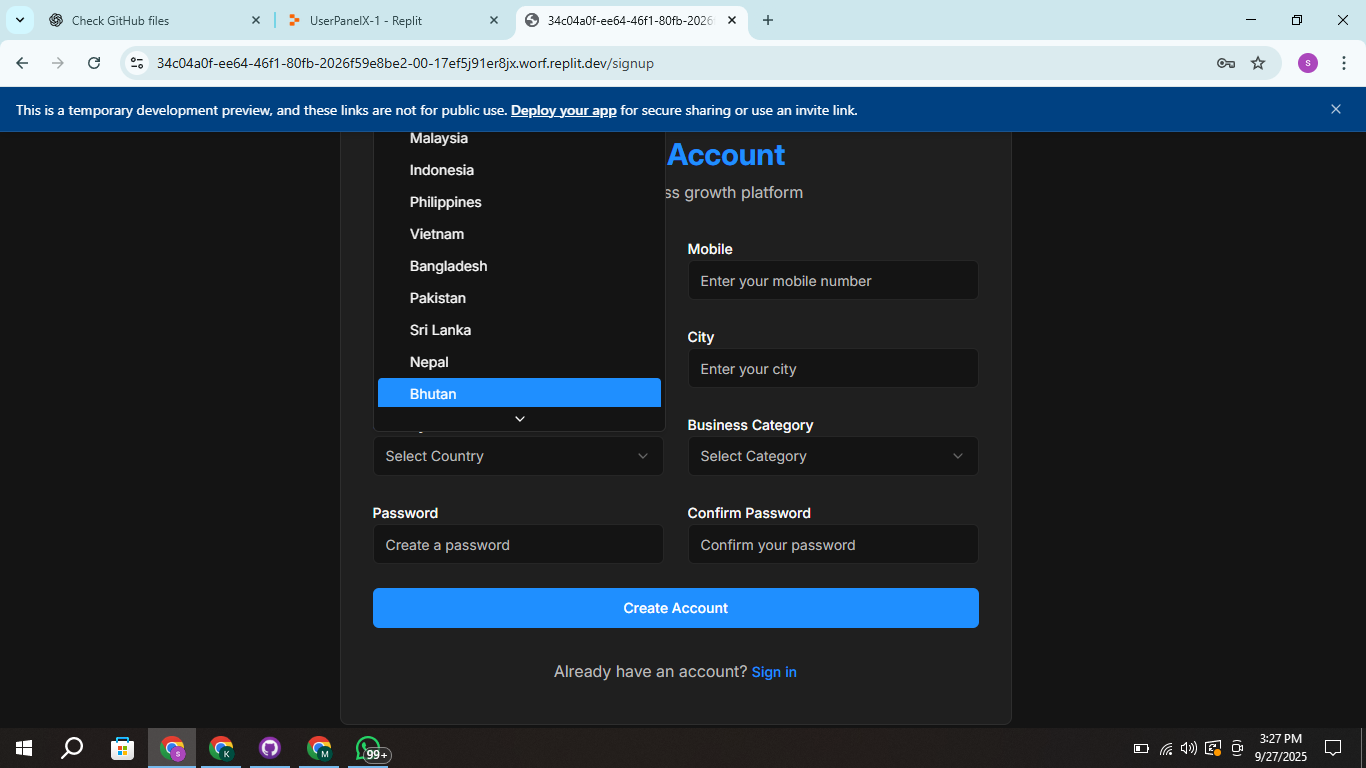 Check GitHub files
UserPanelX-1 - Replit
34c04a0f-ee64-46f1-80fb-2026
34c04a0f-ee64-46f1-80fb-2026f59e8be2-00-17ef5j91er8jx.worf.replit.dev/signup
s
This is a temporary development preview, and these links are not for public use. Deploy your app for secure sharing or use an invite link.
Account
ss growth platform
Malaysia
Indonesia
Philippines
Vietnam
Bangladesh
Pakistan
Sri Lanka
Nepal
Bhutan
Mobile
Enter your mobile number
City
Enter your city
Select Country
Business Category
Select Category
Password
Create a password
Confirm Password
Confirm your password
Create Account
Already have an account? Sign in
s
K
M
99+
3:27 PM
9/27/2025